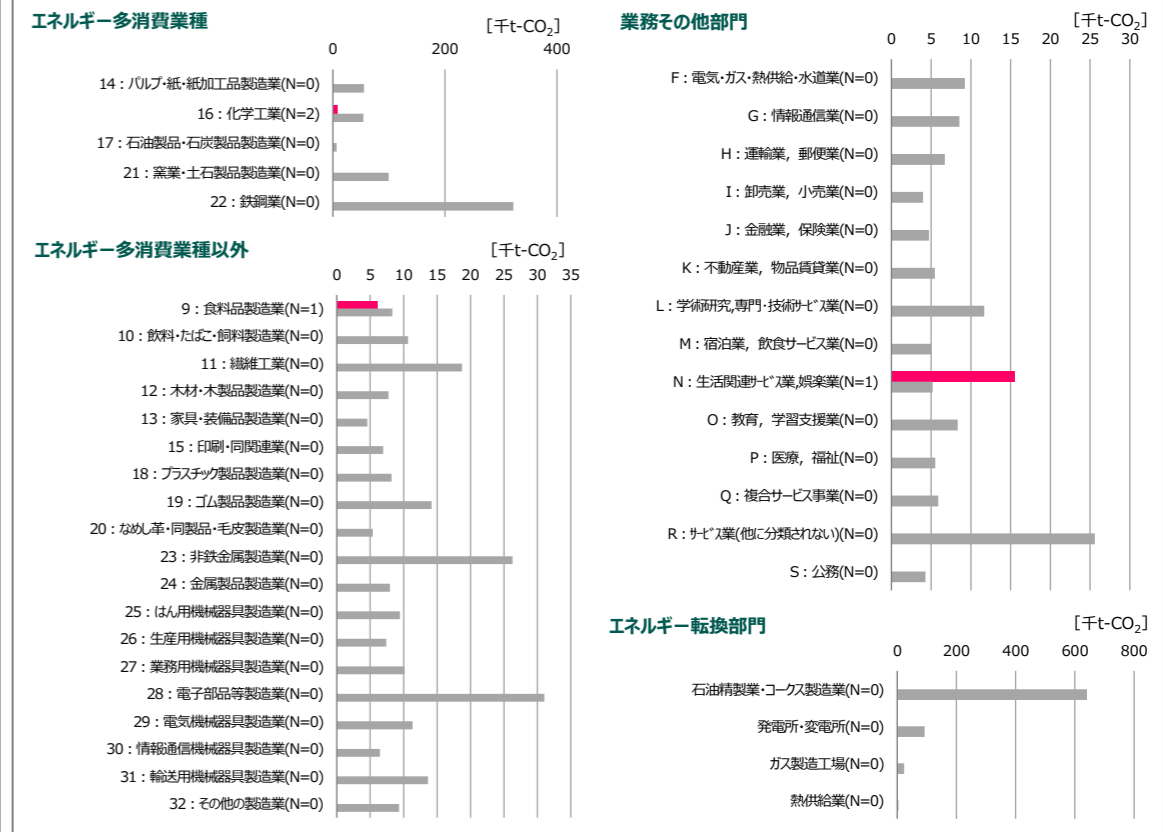 エネルギー多消費業種
[千t-CO2]
0 200 400
14：パルプ・紙・紙加工品製造業(N=0)
16：化学工業(N=2)
17：石油製品・石炭製品製造業(N=0)
21：窯業・土石製品製造業(N=0)
22：鉄鋼業(N=0)
エネルギー多消費業種以外
[千t-CO2]
0 5 10 15 20 25 30 35
9：食料品製造業(N=1)
10：飲料・たばこ・飼料製造業(N=0)
11：繊維工業(N=0)
12：木材・木製品製造業(N=0)
13：家具・装備品製造業(N=0)
15：印刷・同関連業(N=0)
18：プラスチック製品製造業(N=0)
19：ゴム製品製造業(N=0)
20：なめし革・同製品・毛皮製造業(N=0)
23：非鉄金属製造業(N=0)
24：金属製品製造業(N=0)
25：はん用機械器具製造業(N=0)
26：生産用機械器具製造業(N=0)
27：業務用機械器具製造業(N=0)
28：電子部品等製造業(N=0)
29：電気機械器具製造業(N=0)
30：情報通信機械器具製造業(N=0)
31：輸送用機械器具製造業(N=0)
32：その他の製造業(N=0)
業務その他部門
[千t-CO2]
0 5 10 15 20 25 30
F：電気・ガス・熱供給・水道業(N=0)
G：情報通信業(N=0)
H：運輸業，郵便業(N=0)
I：卸売業，小売業(N=0)
J：金融業，保険業(N=0)
K：不動産業，物品賃貸業(N=0)
L：学術研究,専門・技術サービス業(N=0)
M：宿泊業，飲食サービス業(N=0)
N：生活関連サービス業,娯楽業(N=1)
O：教育，学習支援業(N=0)
P：医療，福祉(N=0)
Q：複合サービス事業(N=0)
R：サービス業(他に分類されない)(N=0)
S：公務(N=0)
エネルギー転換部門
[千t-CO2]
0 200 400 600 800
石油精製業・コークス製造業(N=0)
発電所・変電所(N=0)
ガス製造工場(N=0)
熱供給業(N=0)